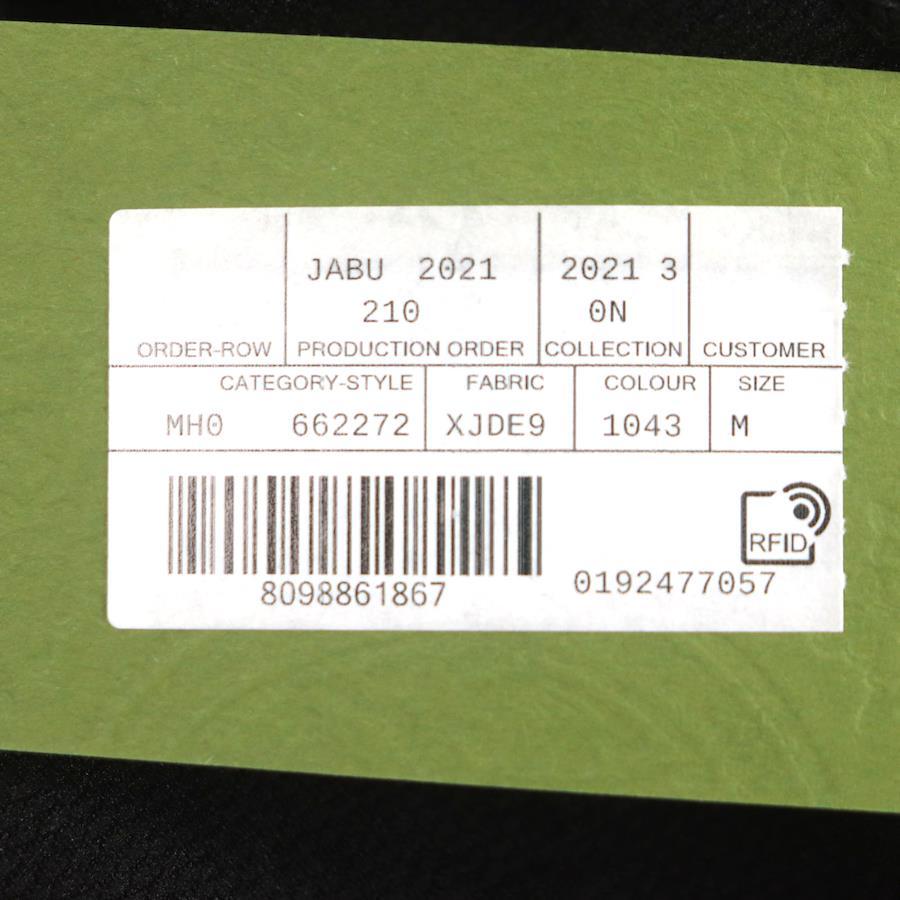 JABU 2021 2021 3
210 0N
ORDER-ROW PRODUCTION ORDER COLLECTION CUSTOMER
CATEGORY-STYLE FABRIC COLOUR SIZE
MH0 662272 XJDE9 1043 M
RFID
8098861867 0192477057